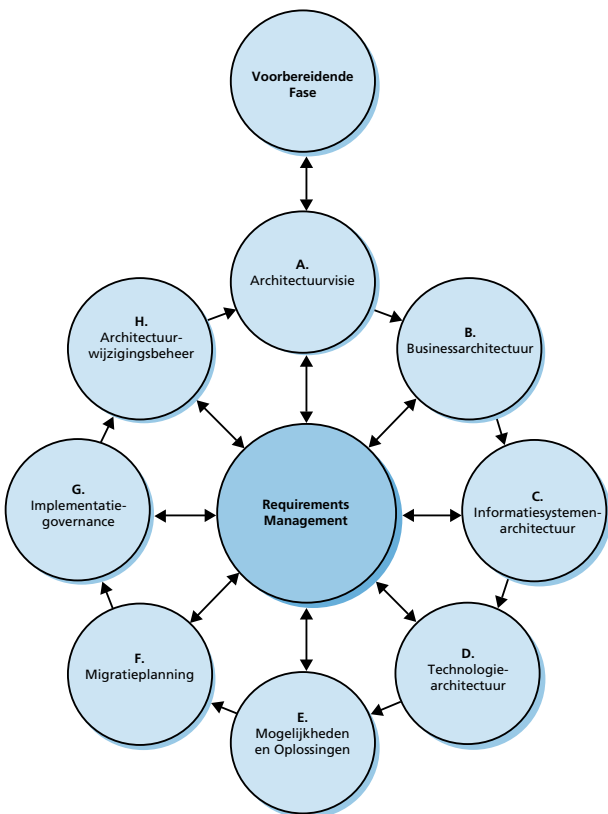 Voorbereidende
Fase
A.
Architectuurvisie
B.
Businessarchitectuur
C.
Informatiesystemen-
architectuur
D.
Technologie-
architectuur
E.
Mogelijkheden
en Oplossingen
F.
Migratieplanning
G.
Implementatie-
governance
H.
Architectuur-
wijzigingsbeheer
Requirements
Management